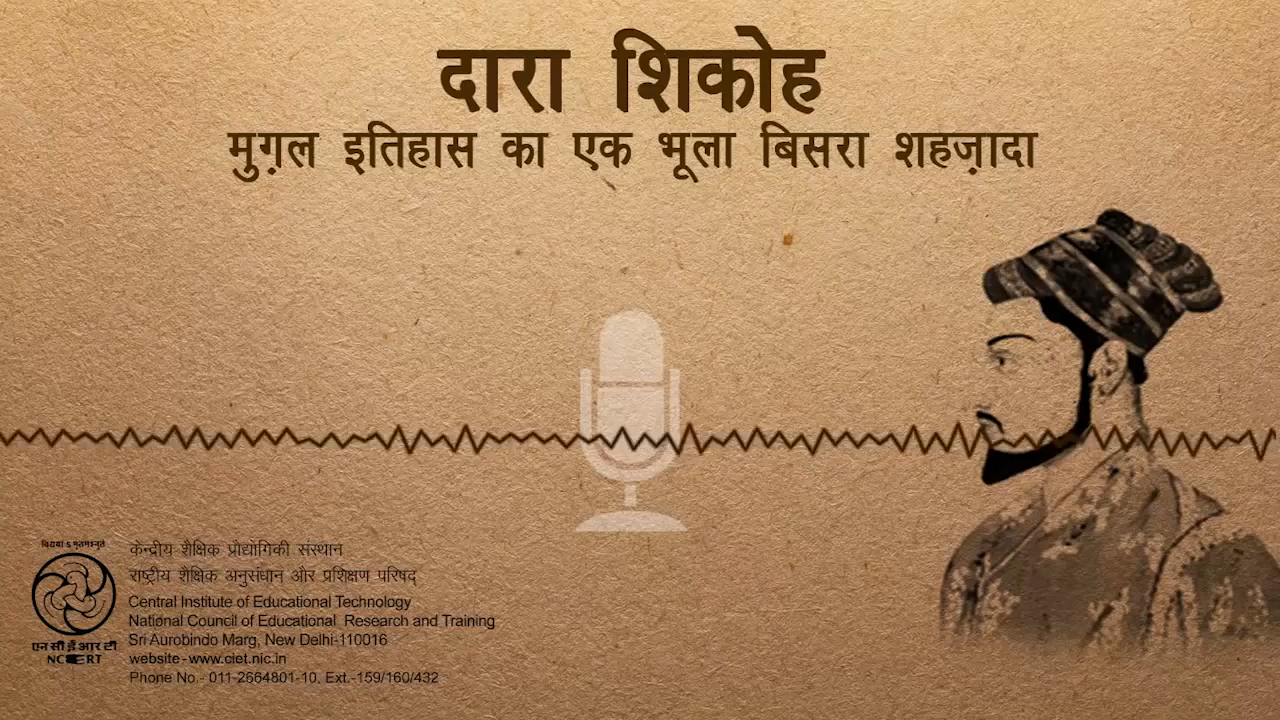 दारा शिकोह
मुग़ल इतिहास का एक भूला बिसरा शहज़ादा
विद्यया ऽ मृतमश्नुते
एन सी ई आर टी
NCERT
केन्द्रीय शैक्षिक प्रौद्योगिकी संस्थान
राष्ट्रीय शैक्षिक अनुसंधान और प्रशिक्षण परिषद्
Central Institute of Educational Technology
National Council of Educational Research and Training
Sri Aurobindo Marg, New Delhi-110016
website - www.ciet.nic.in
Phone No.- 011-2664801-10, Ext.-159/160/432